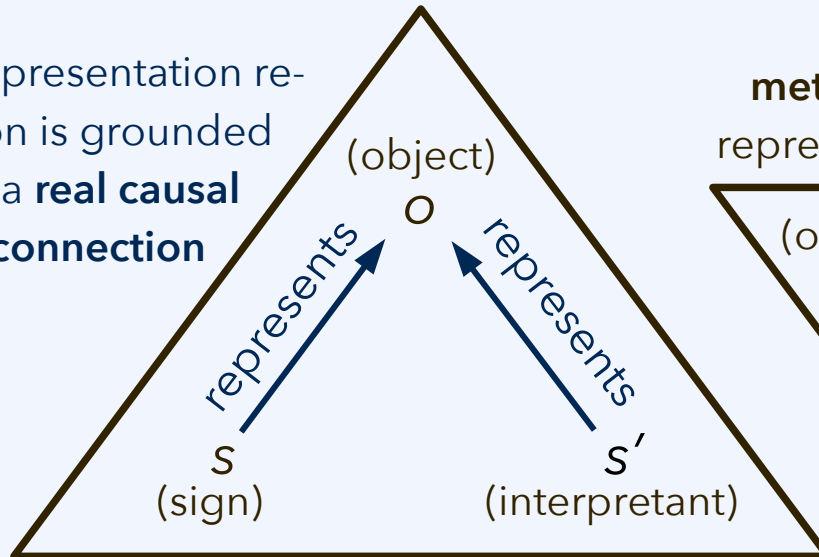 presentation re-
on is grounded
a real causal
connection
(object)
o
represents
represents
s
(sign)
s′
(interpretant)
met
repre
(o